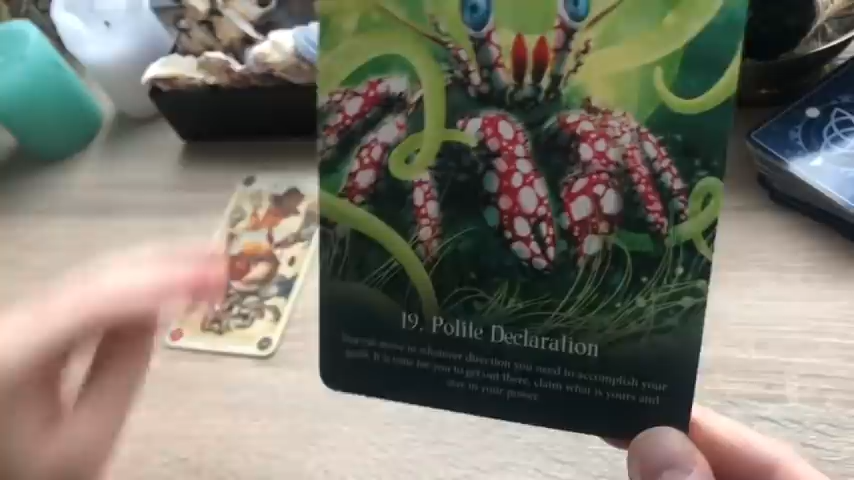 19. Polite Declaration
You can move in whatever direction you need to accomplish your
goals. It is time for you to get out there, claim what is yours and
stay in your power.